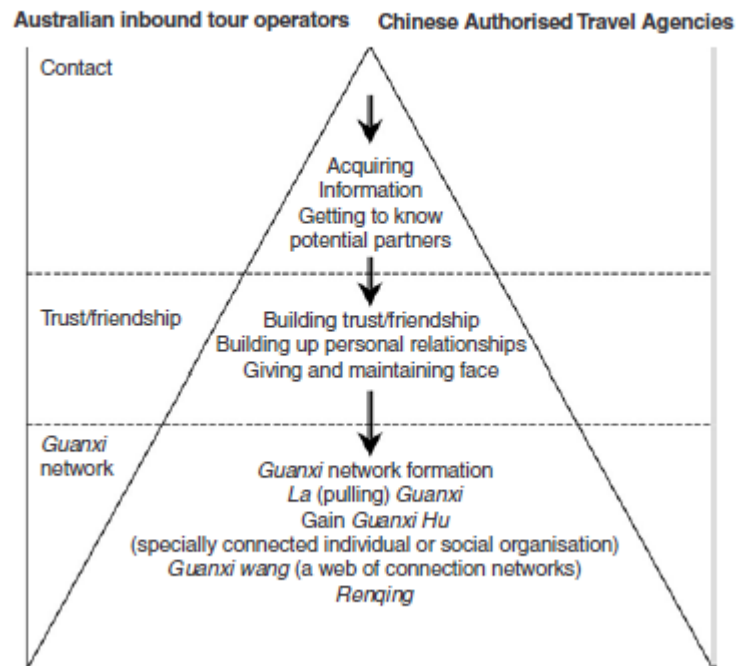 Australian inbound tour operators
Chinese Authorised Travel Agencies
Contact
Acquiring
Information
Getting to know
potential partners
Trust/friendship
Building trust/friendship
Building up personal relationships
Giving and maintaining face
Guanxi
network
Guanxi network formation
La (pulling) Guanxi
Gain Guanxi Hu
(specially connected individual or social organisation)
Guanxi wang (a web of connection networks)
Renqing